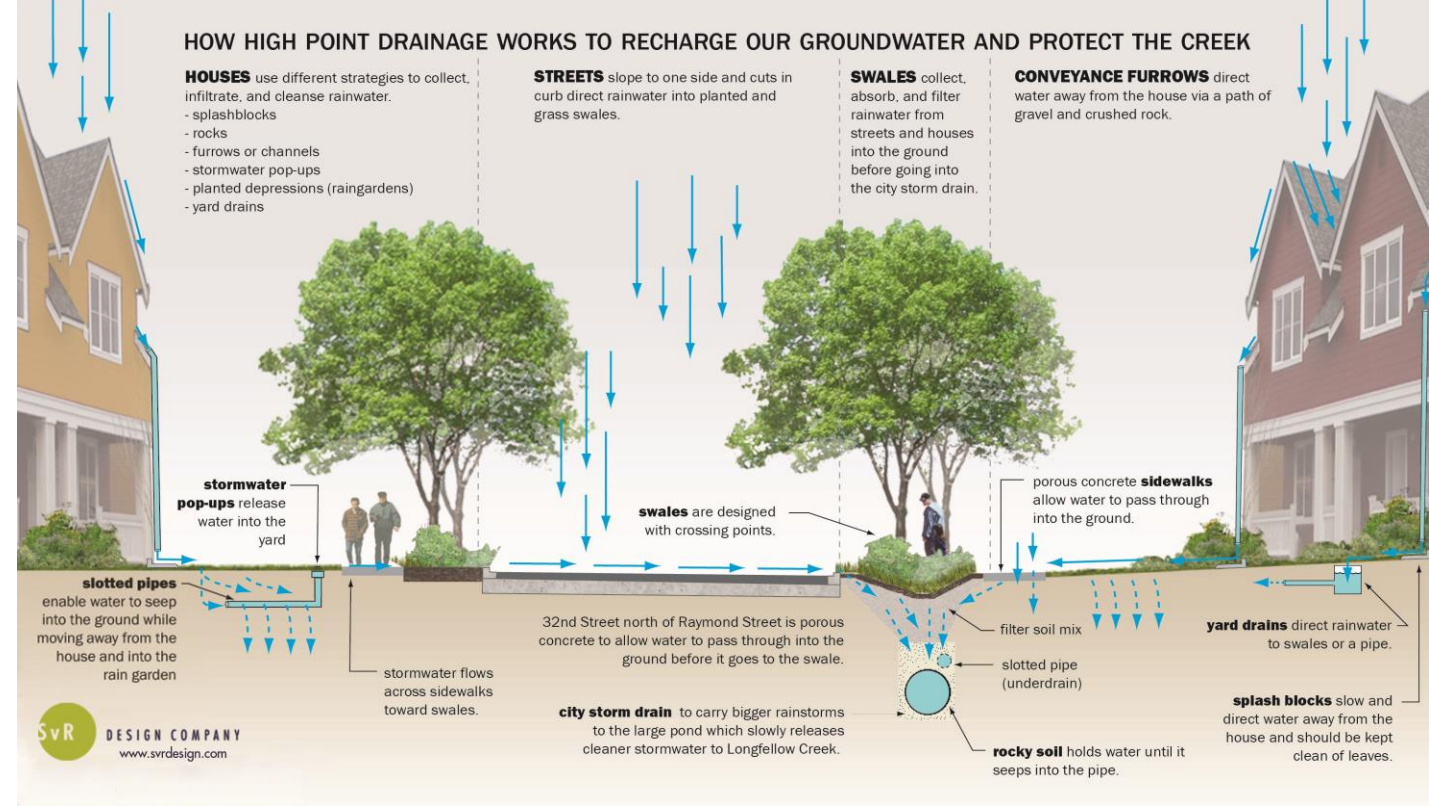 HOW HIGH POINT DRAINAGE WORKS TO RECHARGE OUR GROUNDWATER AND PROTECT THE CREEK
HOUSES use different strategies to collect,
infiltrate, and cleanse rainwater.
- splashblocks
- rocks
- furrows or channels
- stormwater pop-ups
- planted depressions (raingardens)
- yard drains
STREETS slope to one side and cuts in
curb direct rainwater into planted and
grass swales.
SWALES collect,
absorb, and filter
rainwater from
streets and houses
into the ground
before going into
the city storm drain.
CONVEYANCE FURROWS direct
water away from the house via a path of
gravel and crushed rock.
stormwater
pop-ups release
water into the
yard
swales are designed
with crossing points.
porous concrete sidewalks
allow water to pass through
into the ground.
slotted pipes
enable water to seep
into the ground while
moving away from the
house and into the
rain garden
stormwater flows
across sidewalks
toward swales.
32nd Street north of Raymond Street is porous
concrete to allow water to pass through into the
ground before it goes to the swale.
city storm drain to carry bigger rainstorms
to the large pond which slowly releases
cleaner stormwater to Longfellow Creek.
filter soil mix
slotted pipe
(underdrain)
rocky soil holds water until it
seeps into the pipe.
yard drains direct rainwater
to swales or a pipe.
splash blocks slow and
direct water away from the
house and should be kept
clean of leaves.
SvR
DESIGN COMPANY
www.svrdesign.com